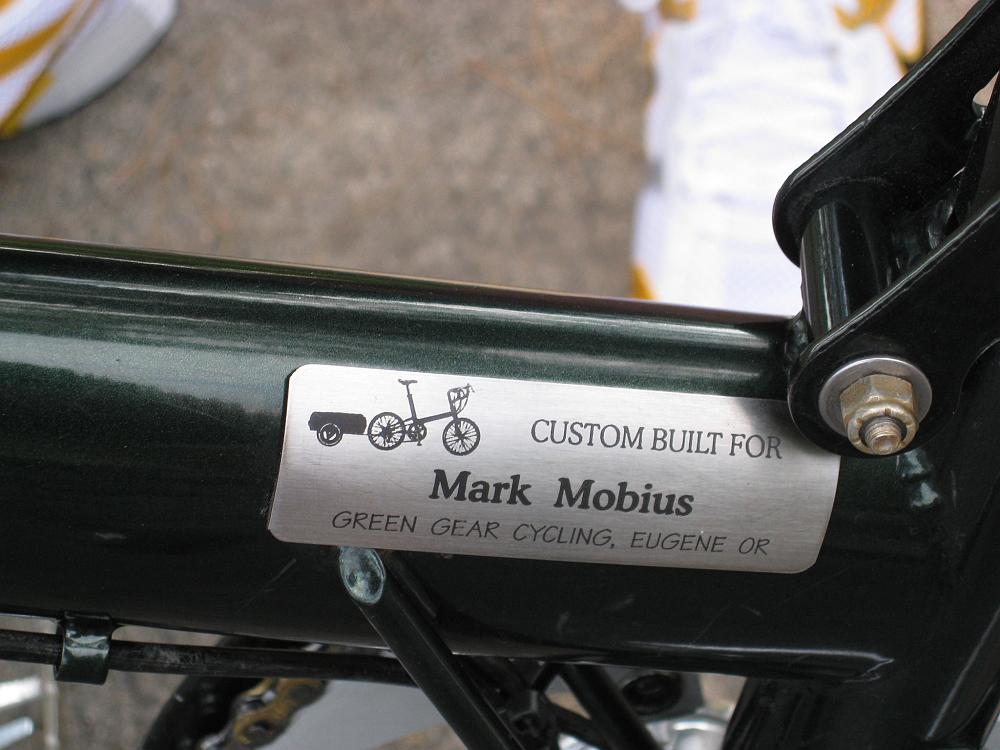 CUSTOM BUILT FOR
Mark Mobius
GREEN GEAR CYCLING, EUGENE OR